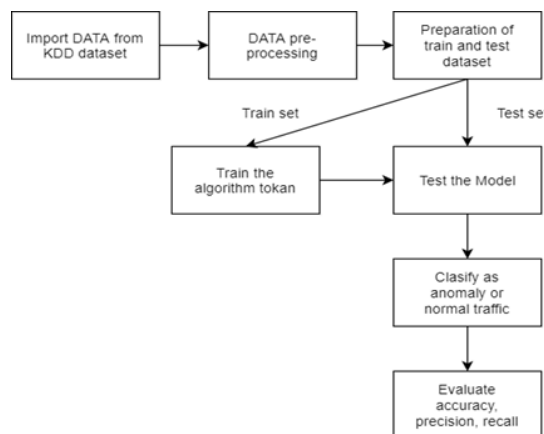 Import DATA from
KDD dataset
DATA pre-
processing
Preparation of
train and test
dataset
Train set
Test set
Train the
algorithm tokan
Test the Model
Clasify as
anomaly or
normal traffic
Evaluate
accuracy,
precision, recall